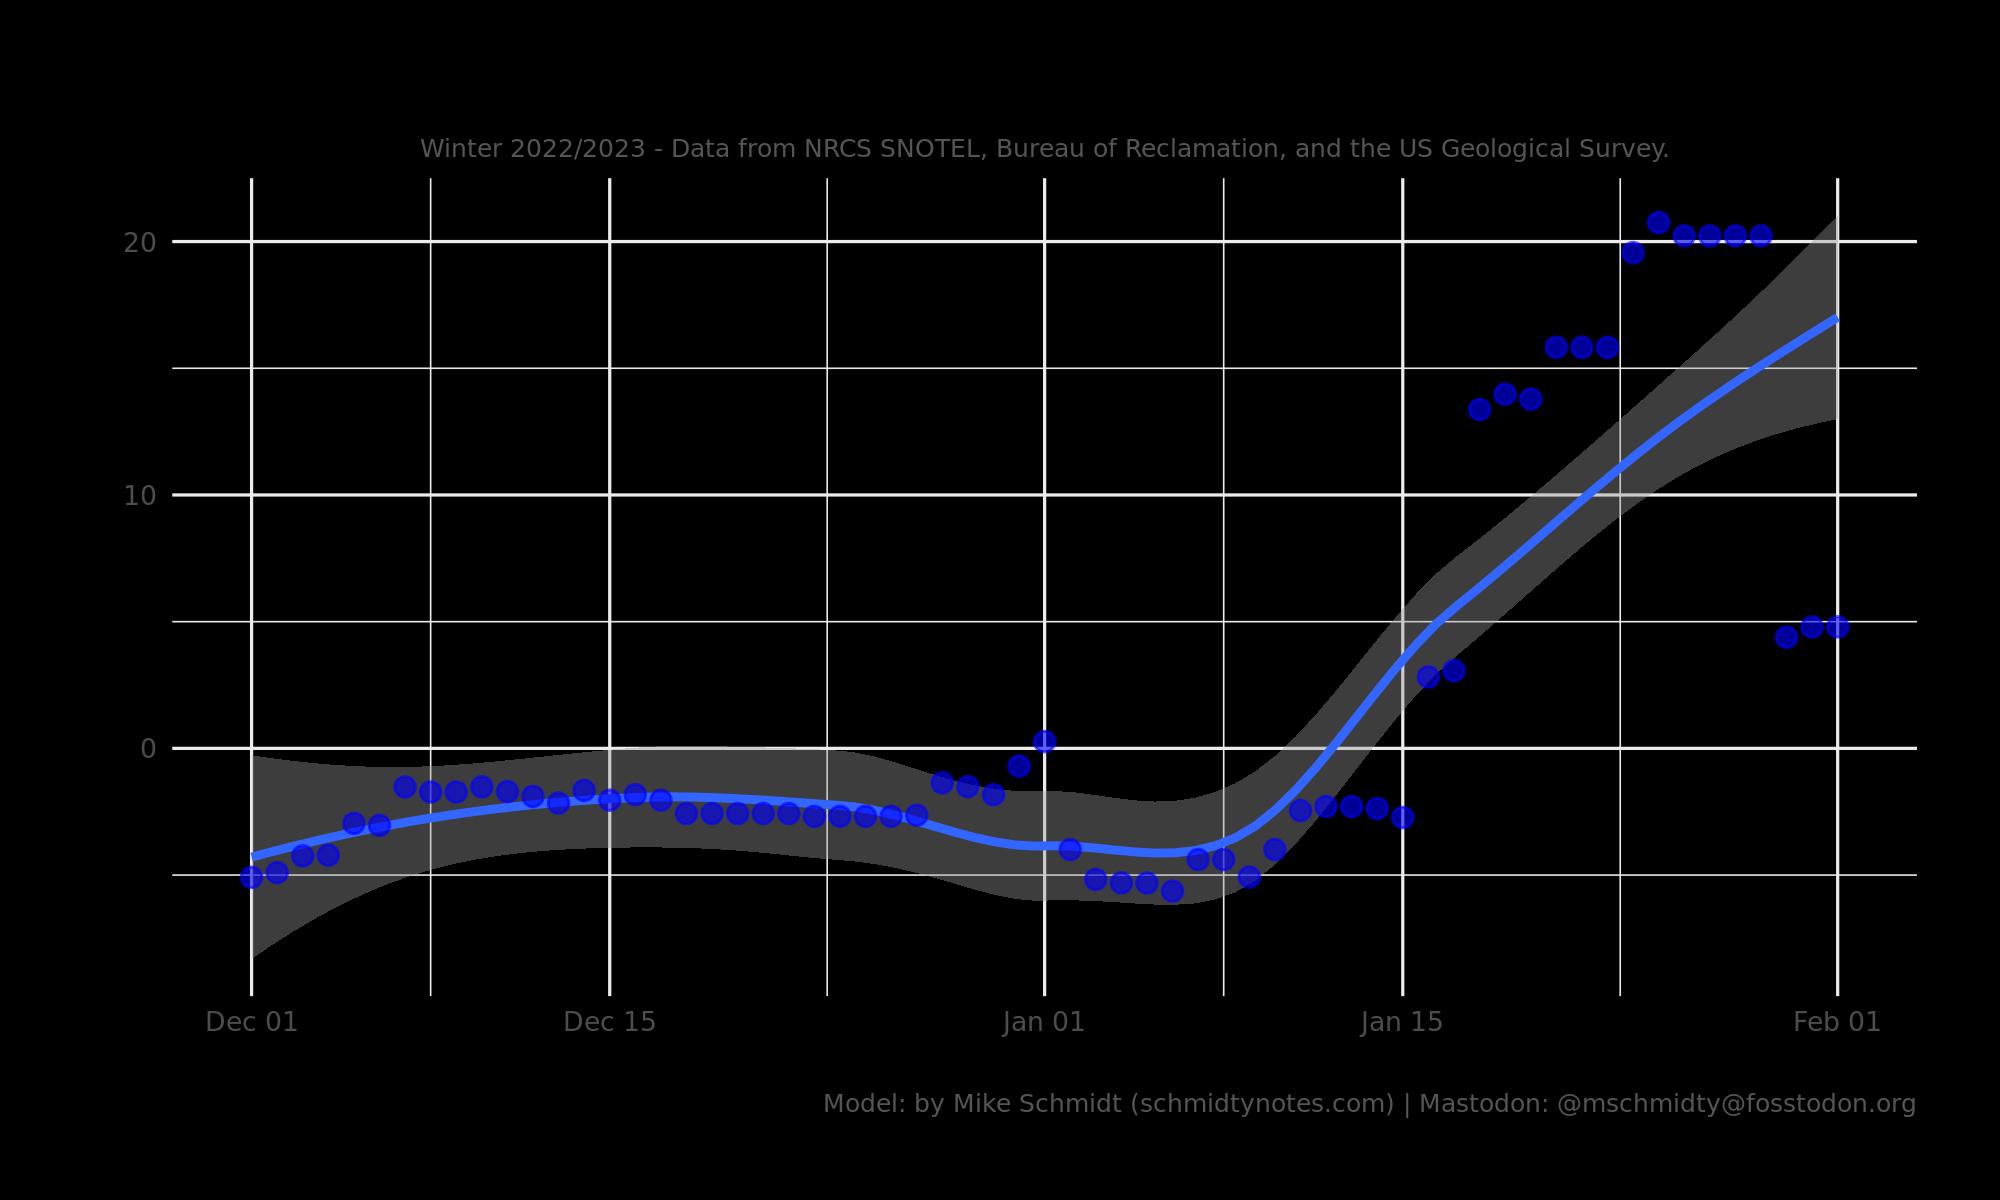 Winter 2022/2023 - Data from NRCS SNOTEL, Bureau of Reclamation, and the US Geological Survey.
20
10
0
Dec 01 Dec 15 Jan 01 Jan 15 Feb 01
Model: by Mike Schmidt (schmidtynotes.com) | Mastodon: @mschmidty@fosstodon.org